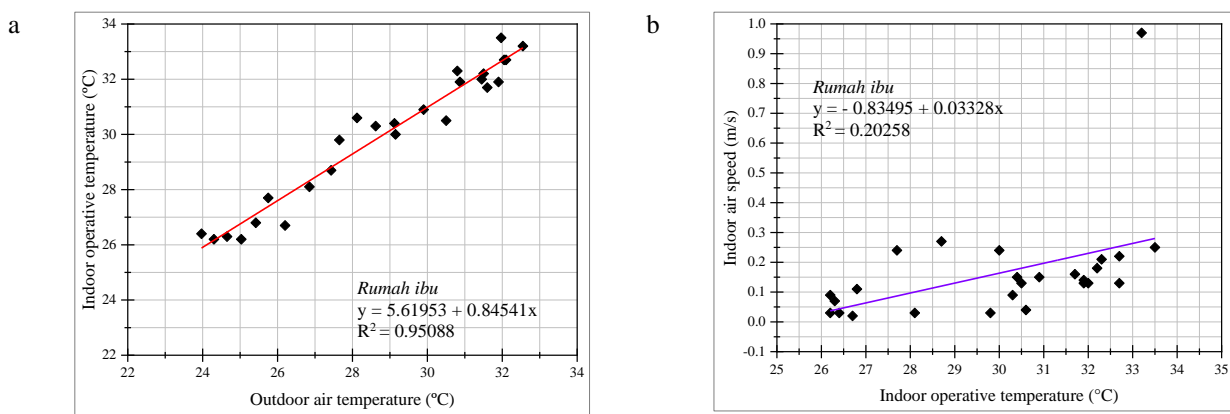 a
Indoor operative temperature (°C)
34
32
30
28
26
24
22
Rumah ibu
y = 5.61953 + 0.84541x
R² = 0.95088
22 24 26 28 30 32 34
Outdoor air temperature (°C)
b
Indoor air speed (m/s)
1.0
0.9
0.8
0.7
0.6
0.5
0.4
0.3
0.2
0.1
0.0
-0.1
Rumah ibu
y = - 0.83495 + 0.03328x
R² = 0.20258
25 26 27 28 29 30 31 32 33 34 35
Indoor operative temperature (°C)